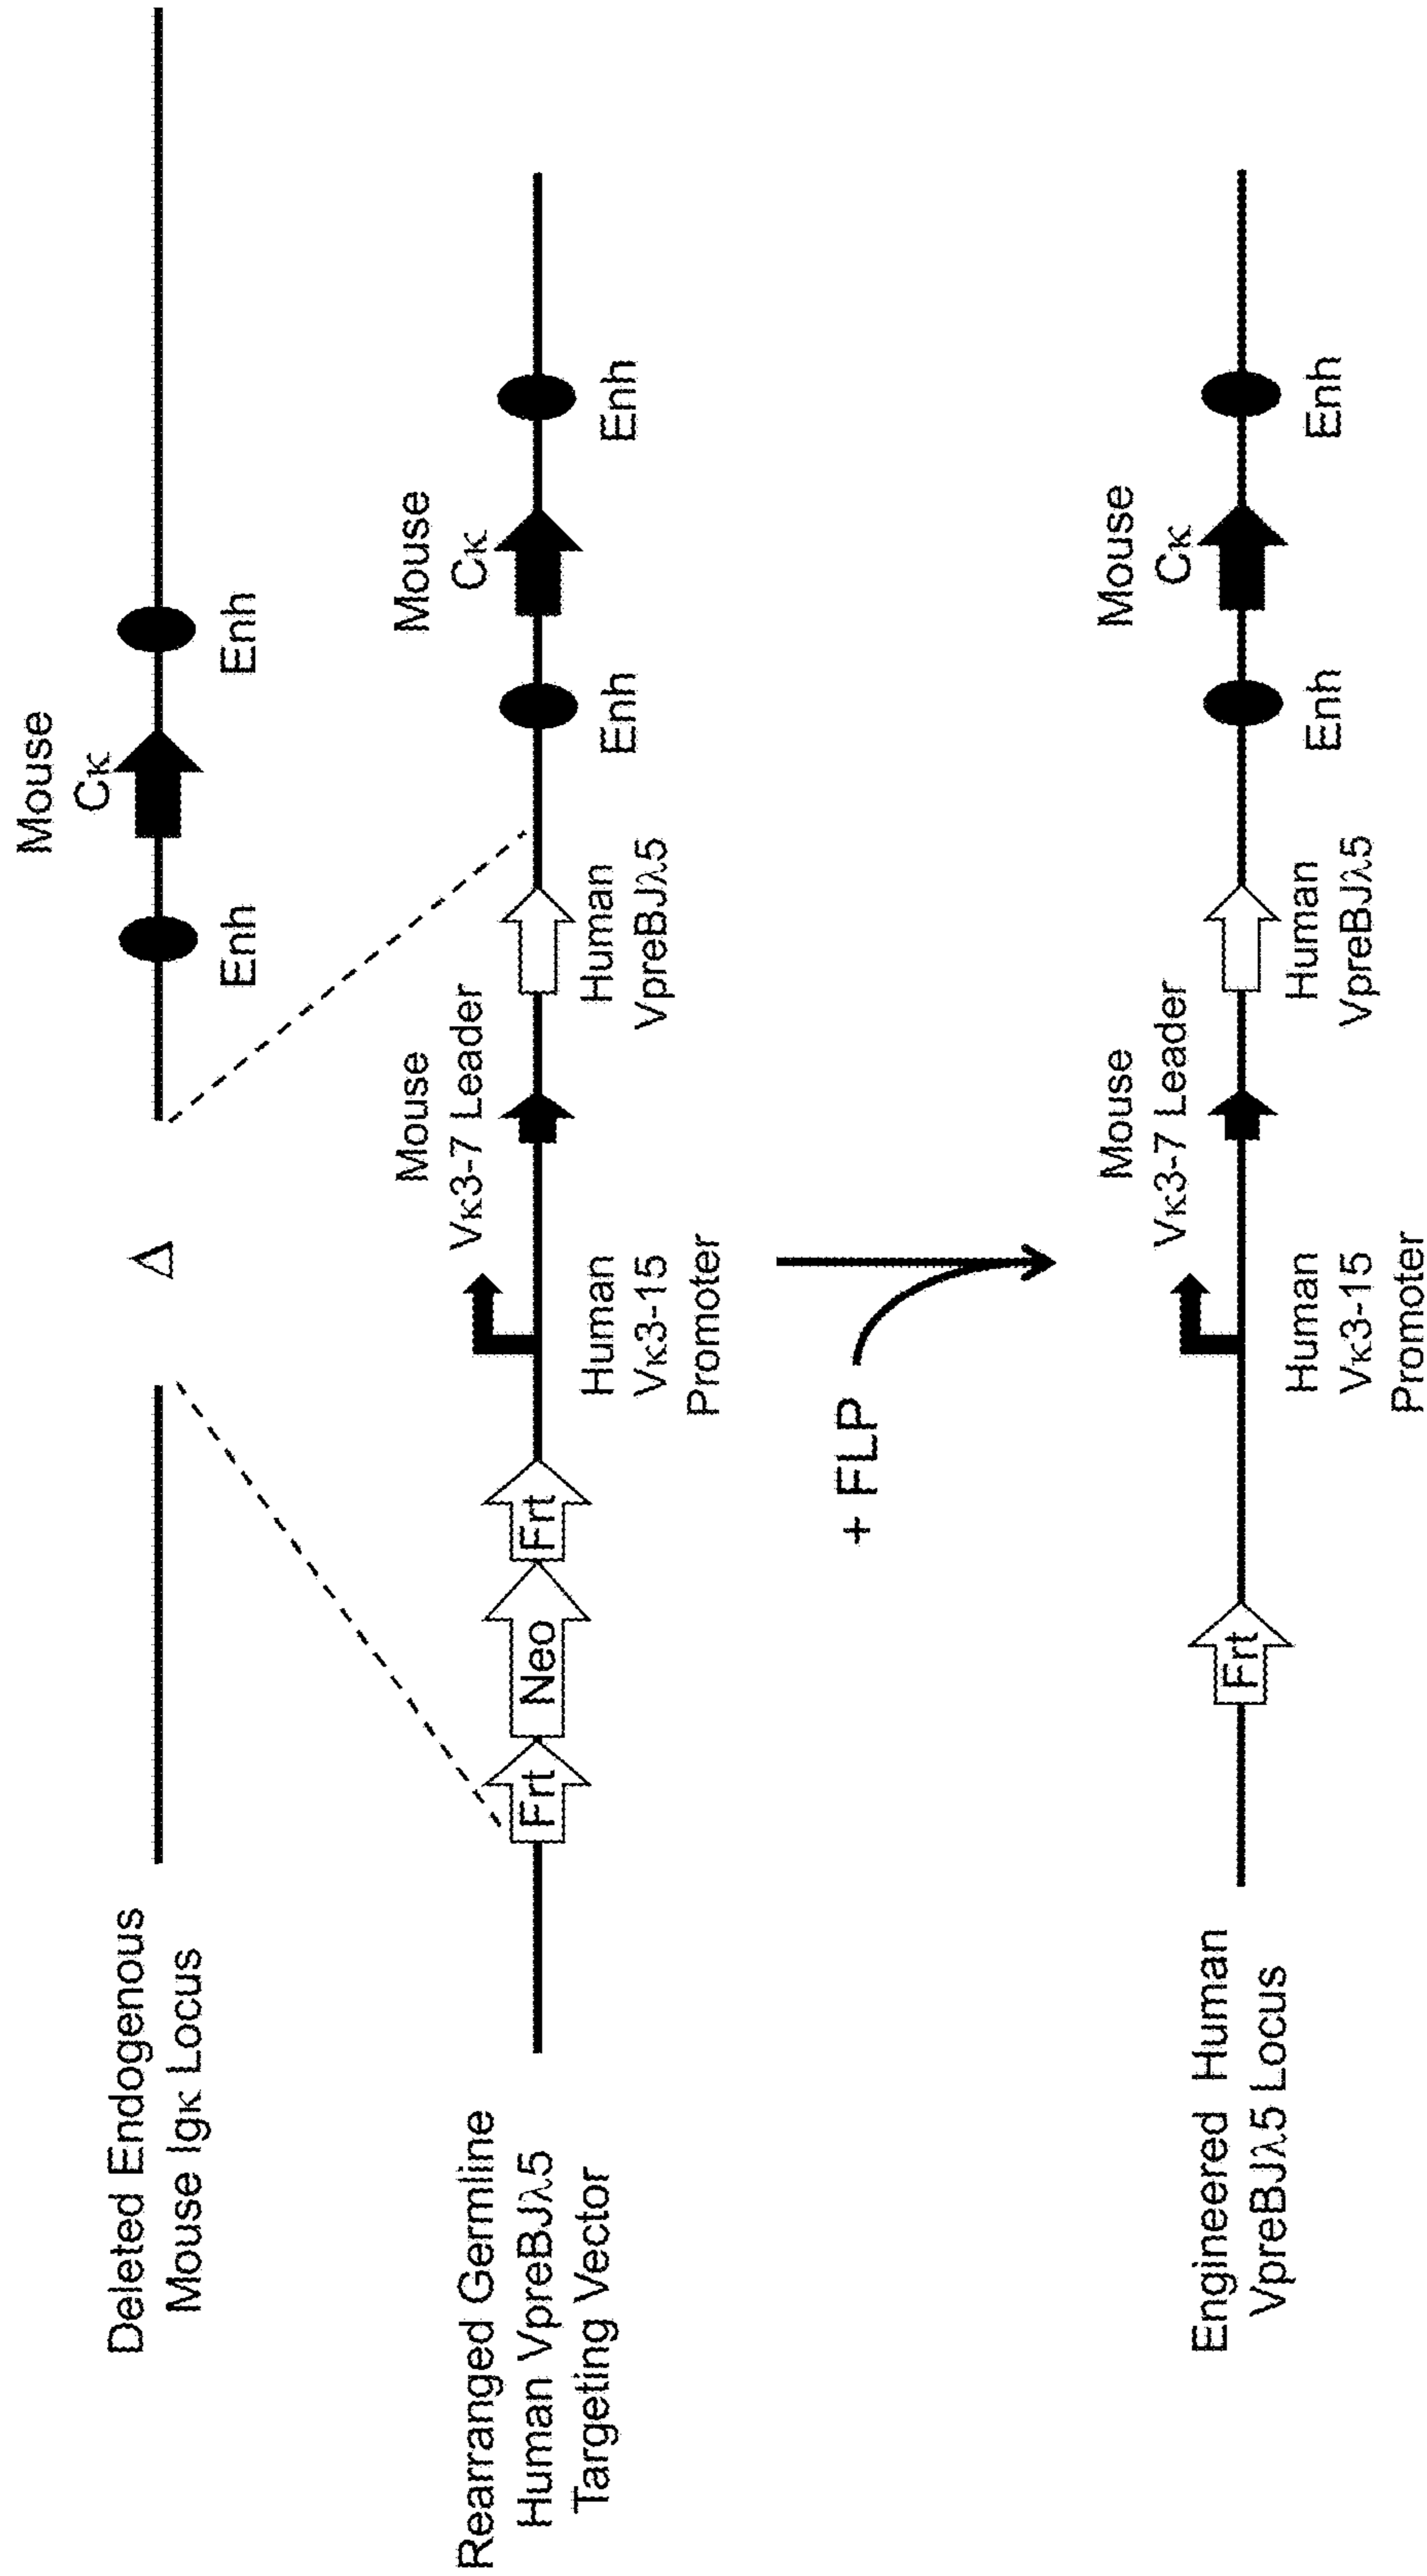 Mouse
Cκ
Enh
Enh
Deleted Endogenous
Mouse Igκ Locus
Δ
Mouse
Vκ3-7 Leader
Mouse
Cκ
Rearranged Germline
Human VpreBJλ5
Targeting Vector
Frt
Neo
Frt
Human
Vκ3-15
Promoter
Human
VpreBJλ5
Enh
Enh
+ FLP
Mouse
Vκ3-7 Leader
Mouse
Cκ
Engineered Human
VpreBJλ5 Locus
Frt
Human
Vκ3-15
Promoter
Human
VpreBJλ5
Enh
Enh